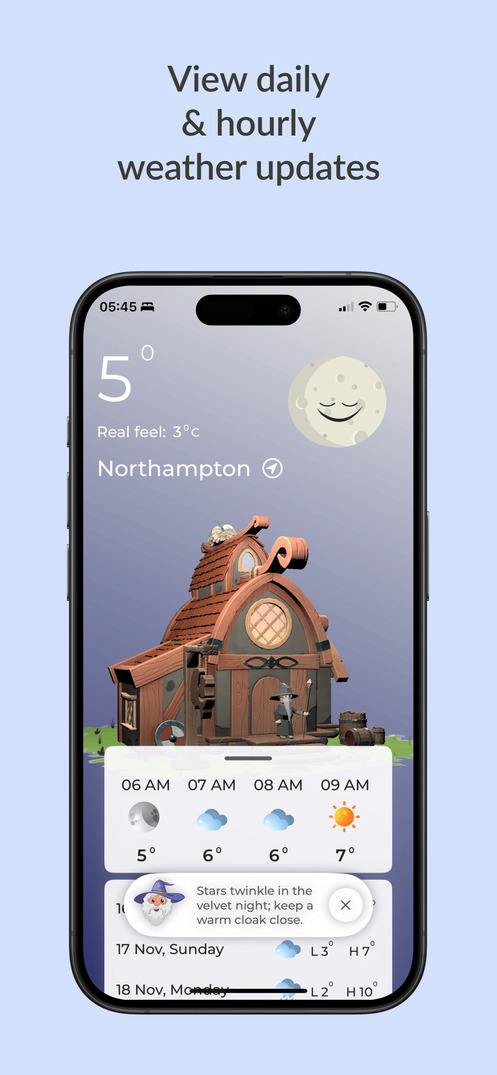 View daily
& hourly
weather updates
05:45
5°
Real feel: 3°C
Northampton
06 AM 07 AM 08 AM 09 AM
5° 6° 6° 7°
Stars twinkle in the
velvet night; keep a
warm cloak close.
17 Nov, Sunday L 3° H 7°
18 Nov, Monday L 2° H 10°